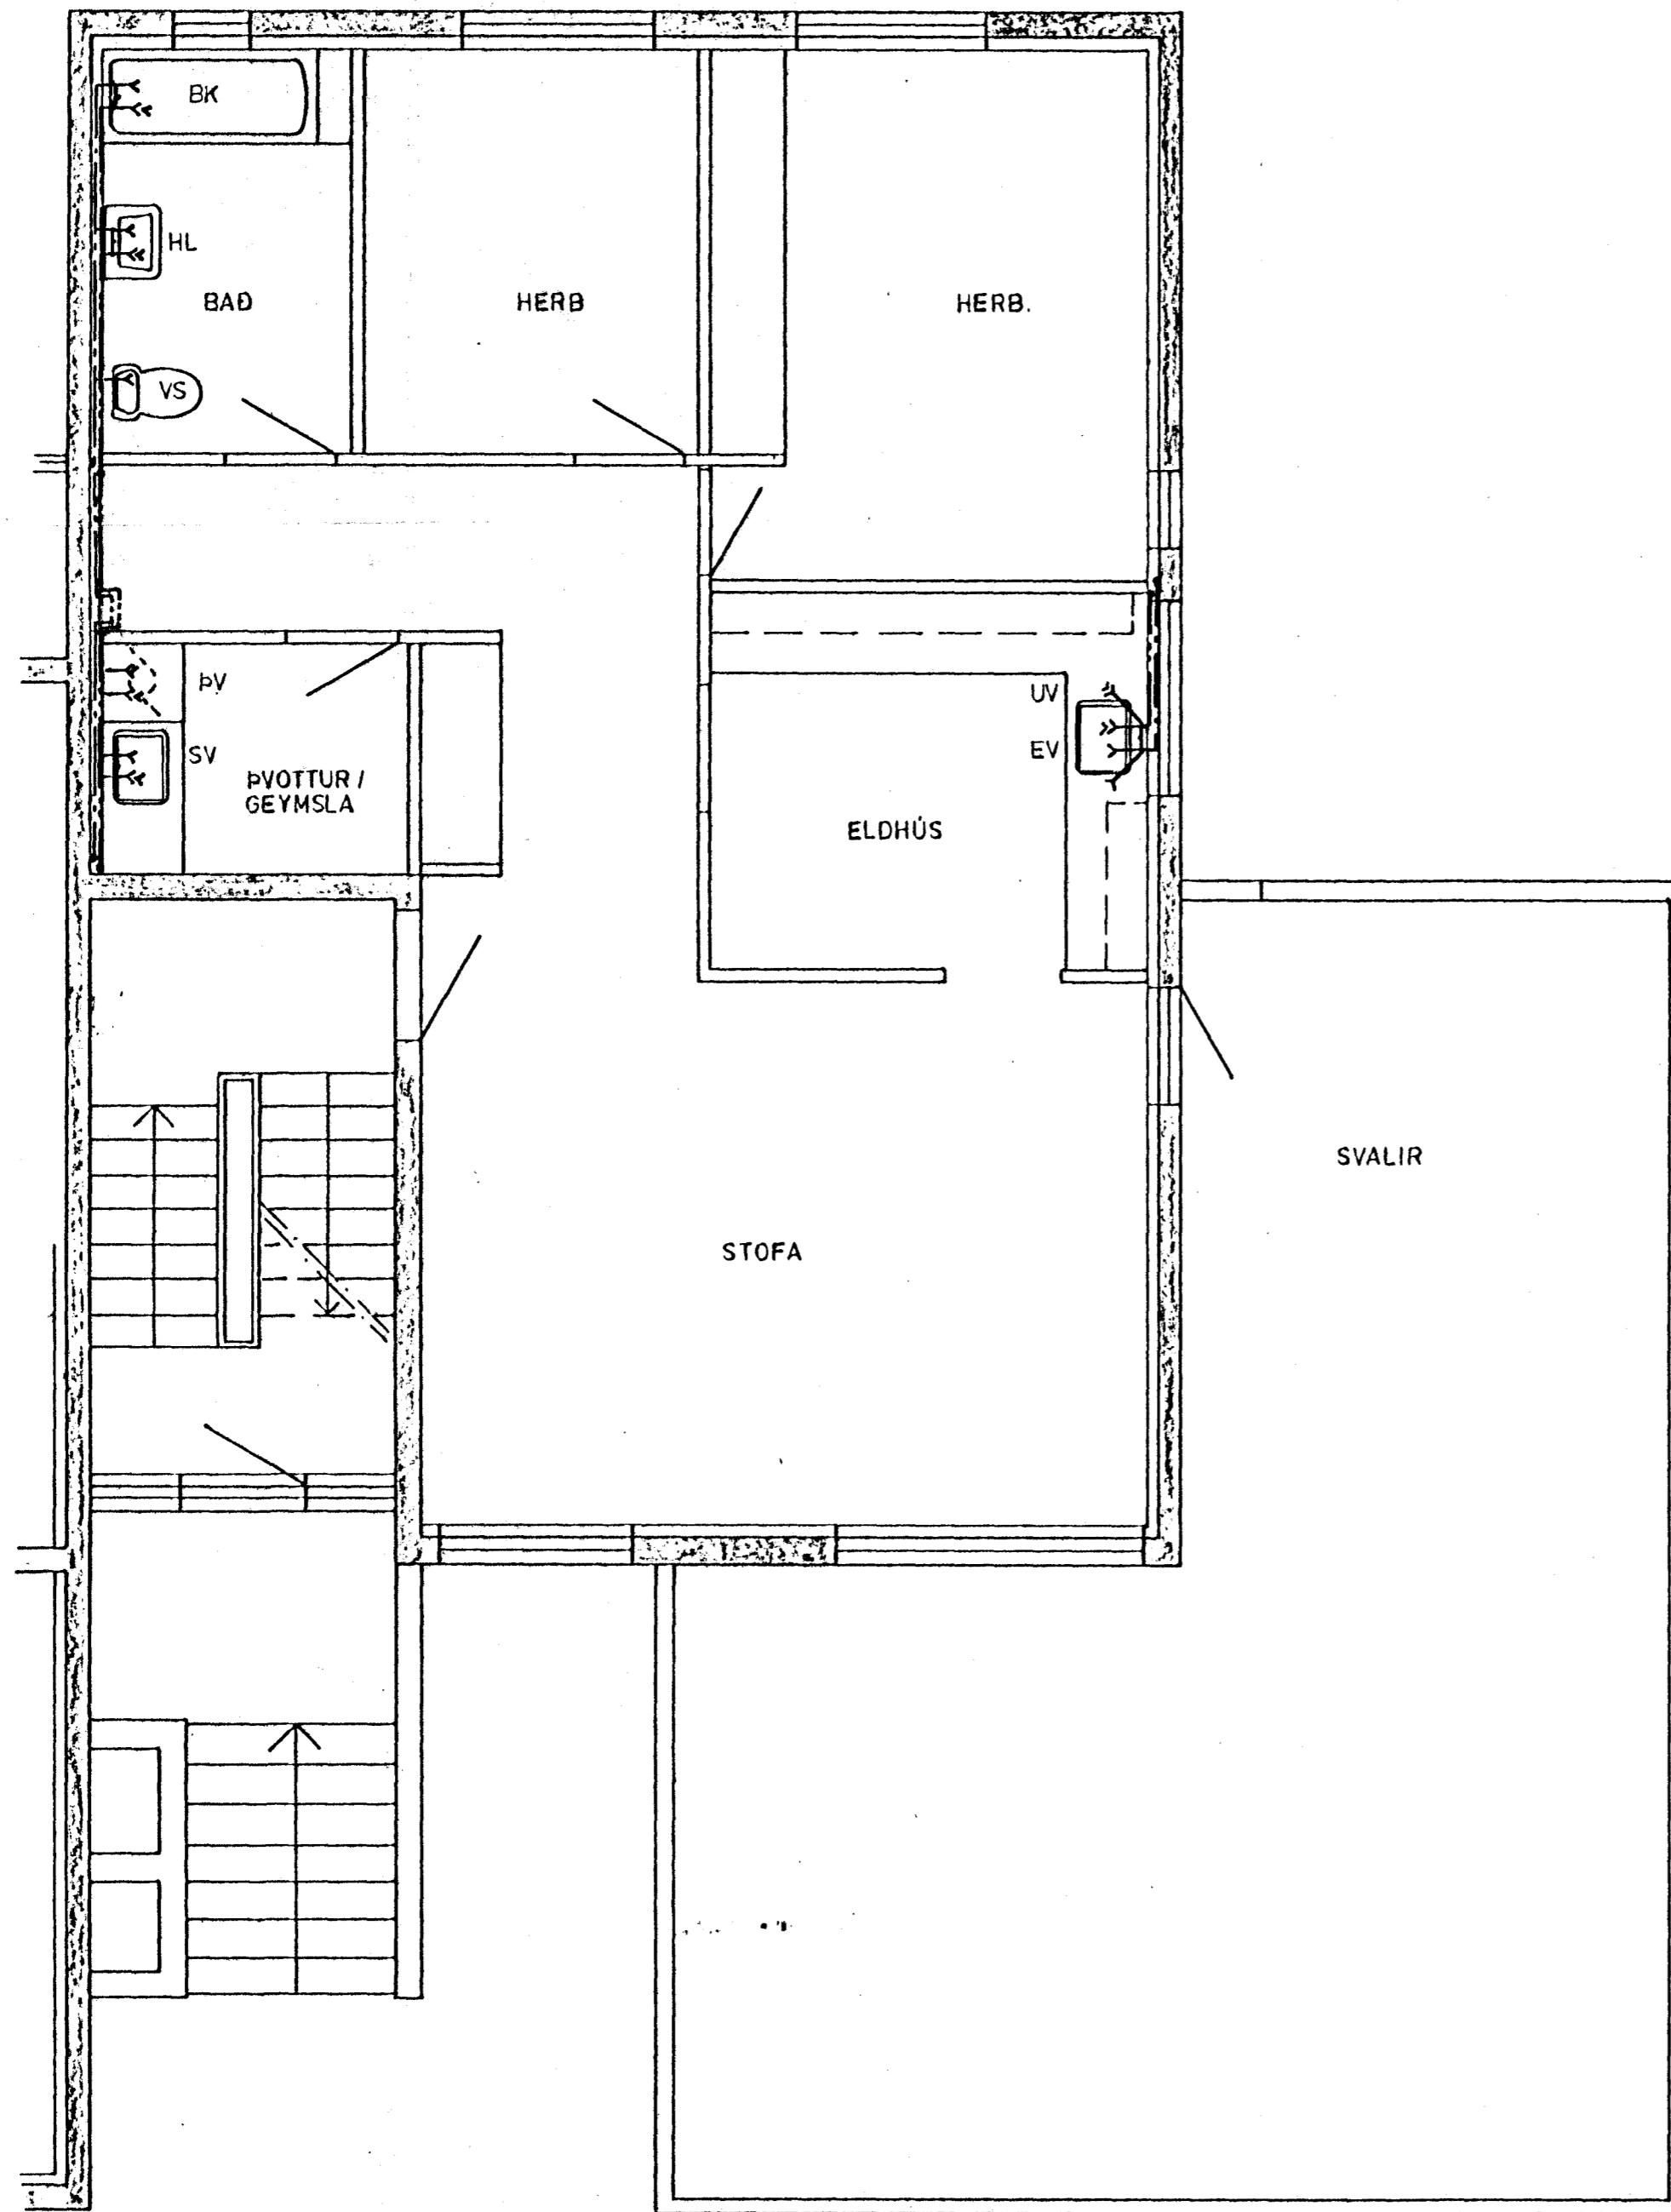 BK
HL
BAÐ
HERB
HERB.
VS
ÞV
UV
SV
EV
ÞVOTTUR /
GEYMSLA
ELDHÚS
SVALIR
STOFA